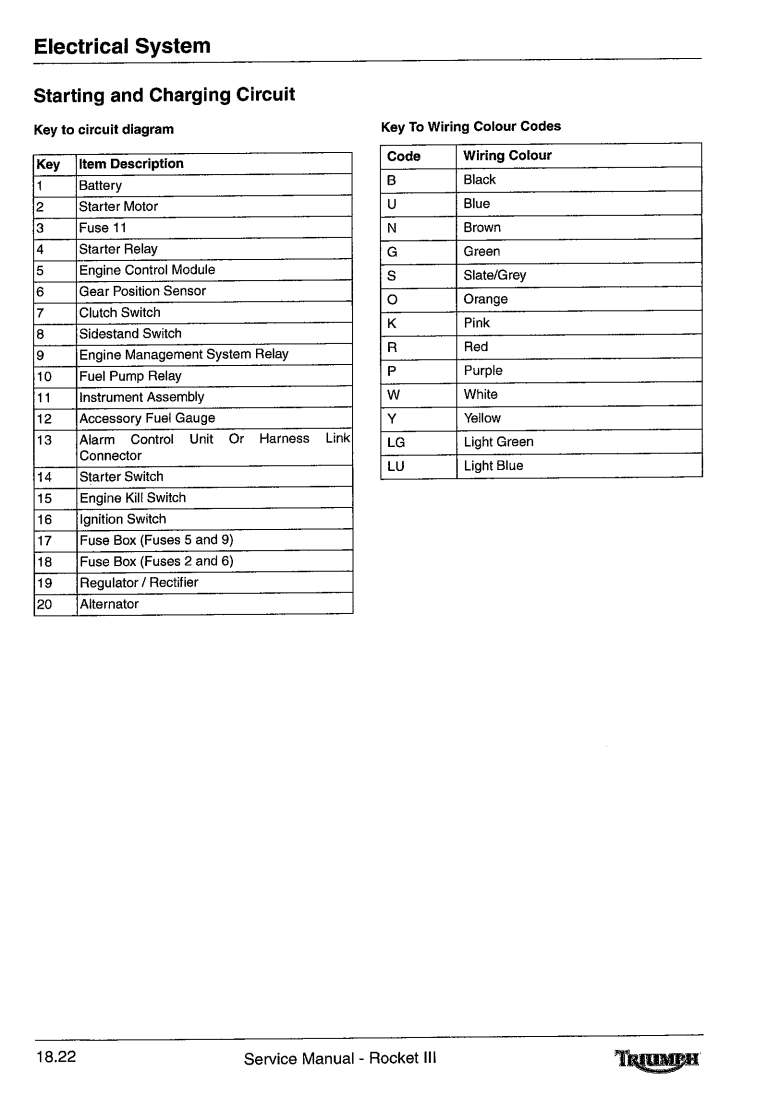 Electrical System
Starting and Charging Circuit
Key to circuit diagram
Key Item Description
1 Battery
2 Starter Motor
3 Fuse 11
4 Starter Relay
5 Engine Control Module
6 Gear Position Sensor
7 Clutch Switch
8 Sidestand Switch
9 Engine Management System Relay
10 Fuel Pump Relay
11 Instrument Assembly
12 Accessory Fuel Gauge
13 Alarm Control Unit Or Harness Link
Connector
14 Starter Switch
15 Engine Kill Switch
16 Ignition Switch
17 Fuse Box (Fuses 5 and 9)
18 Fuse Box (Fuses 2 and 6)
19 Regulator / Rectifier
20 Alternator
Key To Wiring Colour Codes
Code Wiring Colour
B Black
U Blue
N Brown
G Green
S Slate/Grey
O Orange
K Pink
R Red
P Purple
W White
Y Yellow
LG Light Green
LU Light Blue
18.22 Service Manual - Rocket III TRIUMPH